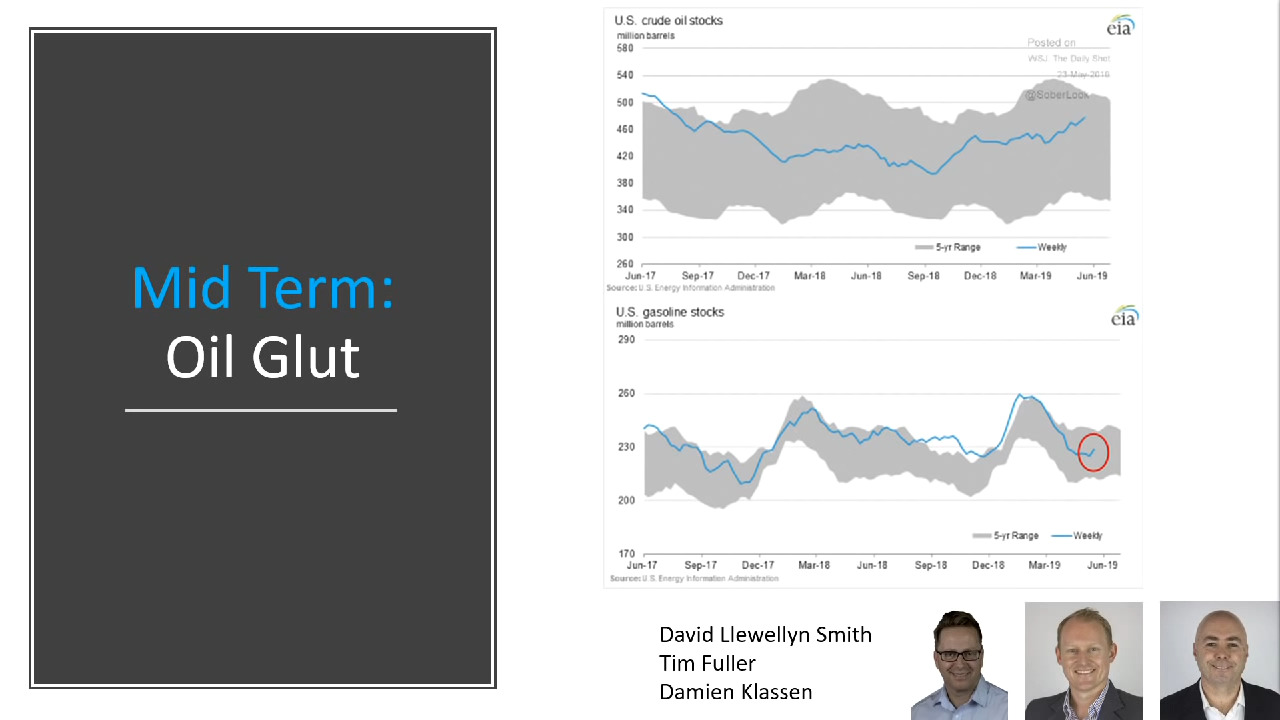 Mid Term:
Oil Glut
U.S. crude oil stocks
million barrels
eia
Posted on
WSJ: The Daily Shot
23-May-2019
@SoberLook
580
540
500
460
420
380
340
300
260
5-yr Range
Weekly
Jun-17 Sep-17 Dec-17 Mar-18 Jun-18 Sep-18 Dec-18 Mar-19 Jun-19
Source: U.S. Energy Information Administration
U.S. gasoline stocks
million barrels
eia
290
260
230
200
170
5-yr Range
Weekly
Jun-17 Sep-17 Dec-17 Mar-18 Jun-18 Sep-18 Dec-18 Mar-19 Jun-19
Source: U.S. Energy Information Administration
David Llewellyn Smith
Tim Fuller
Damien Klassen